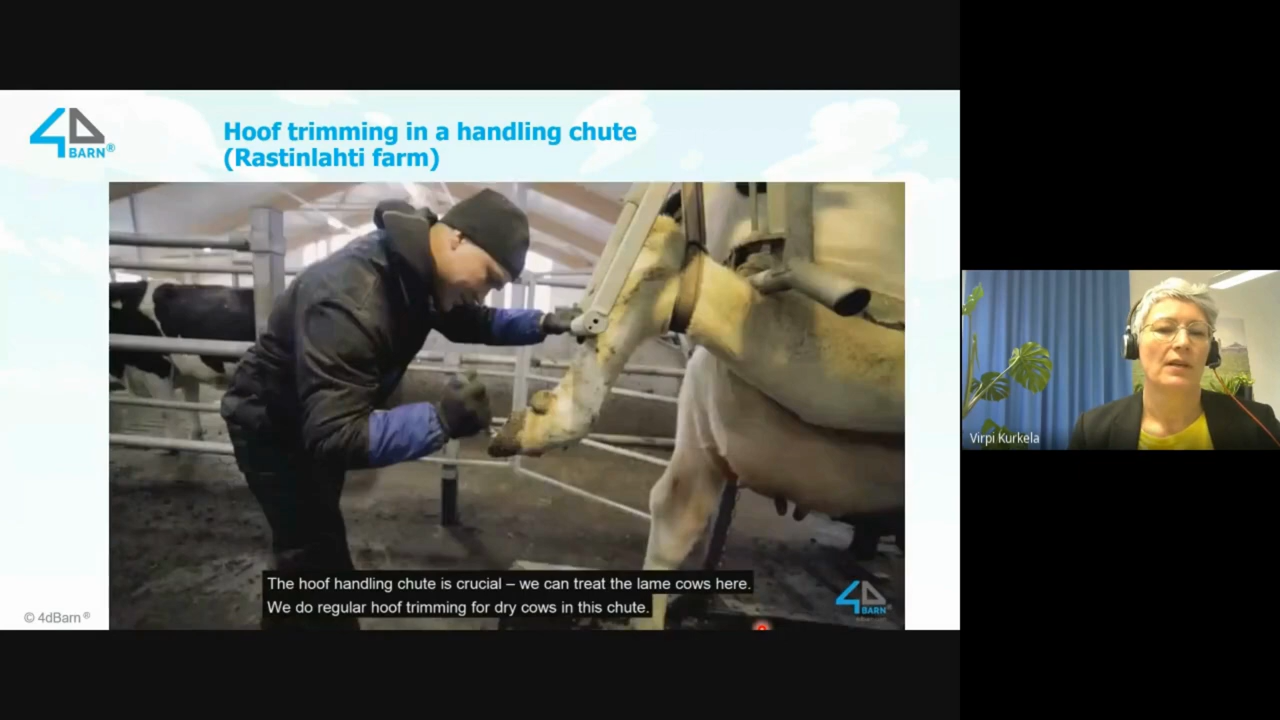 4D
BARN®
Hoof trimming in a handling chute
(Rastinlahti farm)
The hoof handling chute is crucial – we can treat the lame cows here.
We do regular hoof trimming for dry cows in this chute.
4D
BARN®
© 4dBarn®
Virpi Kurkela